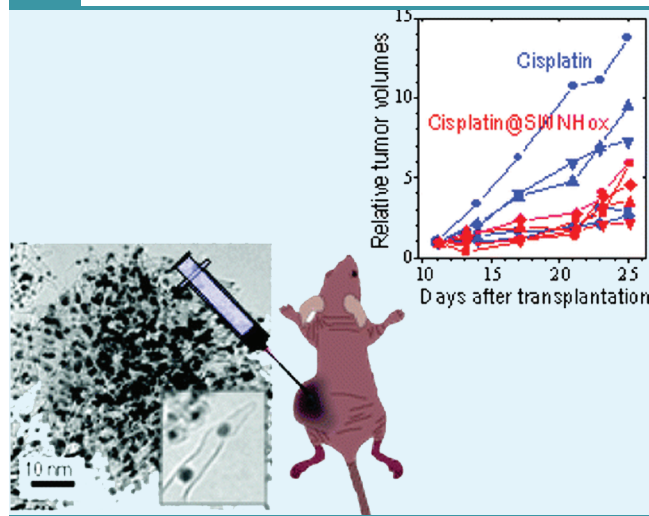 15
Cisplatin
10
Cisplatin@SWNHox
5
0
Relative tumor volumes
10 15 20 25
Days after transplantation
10 nm